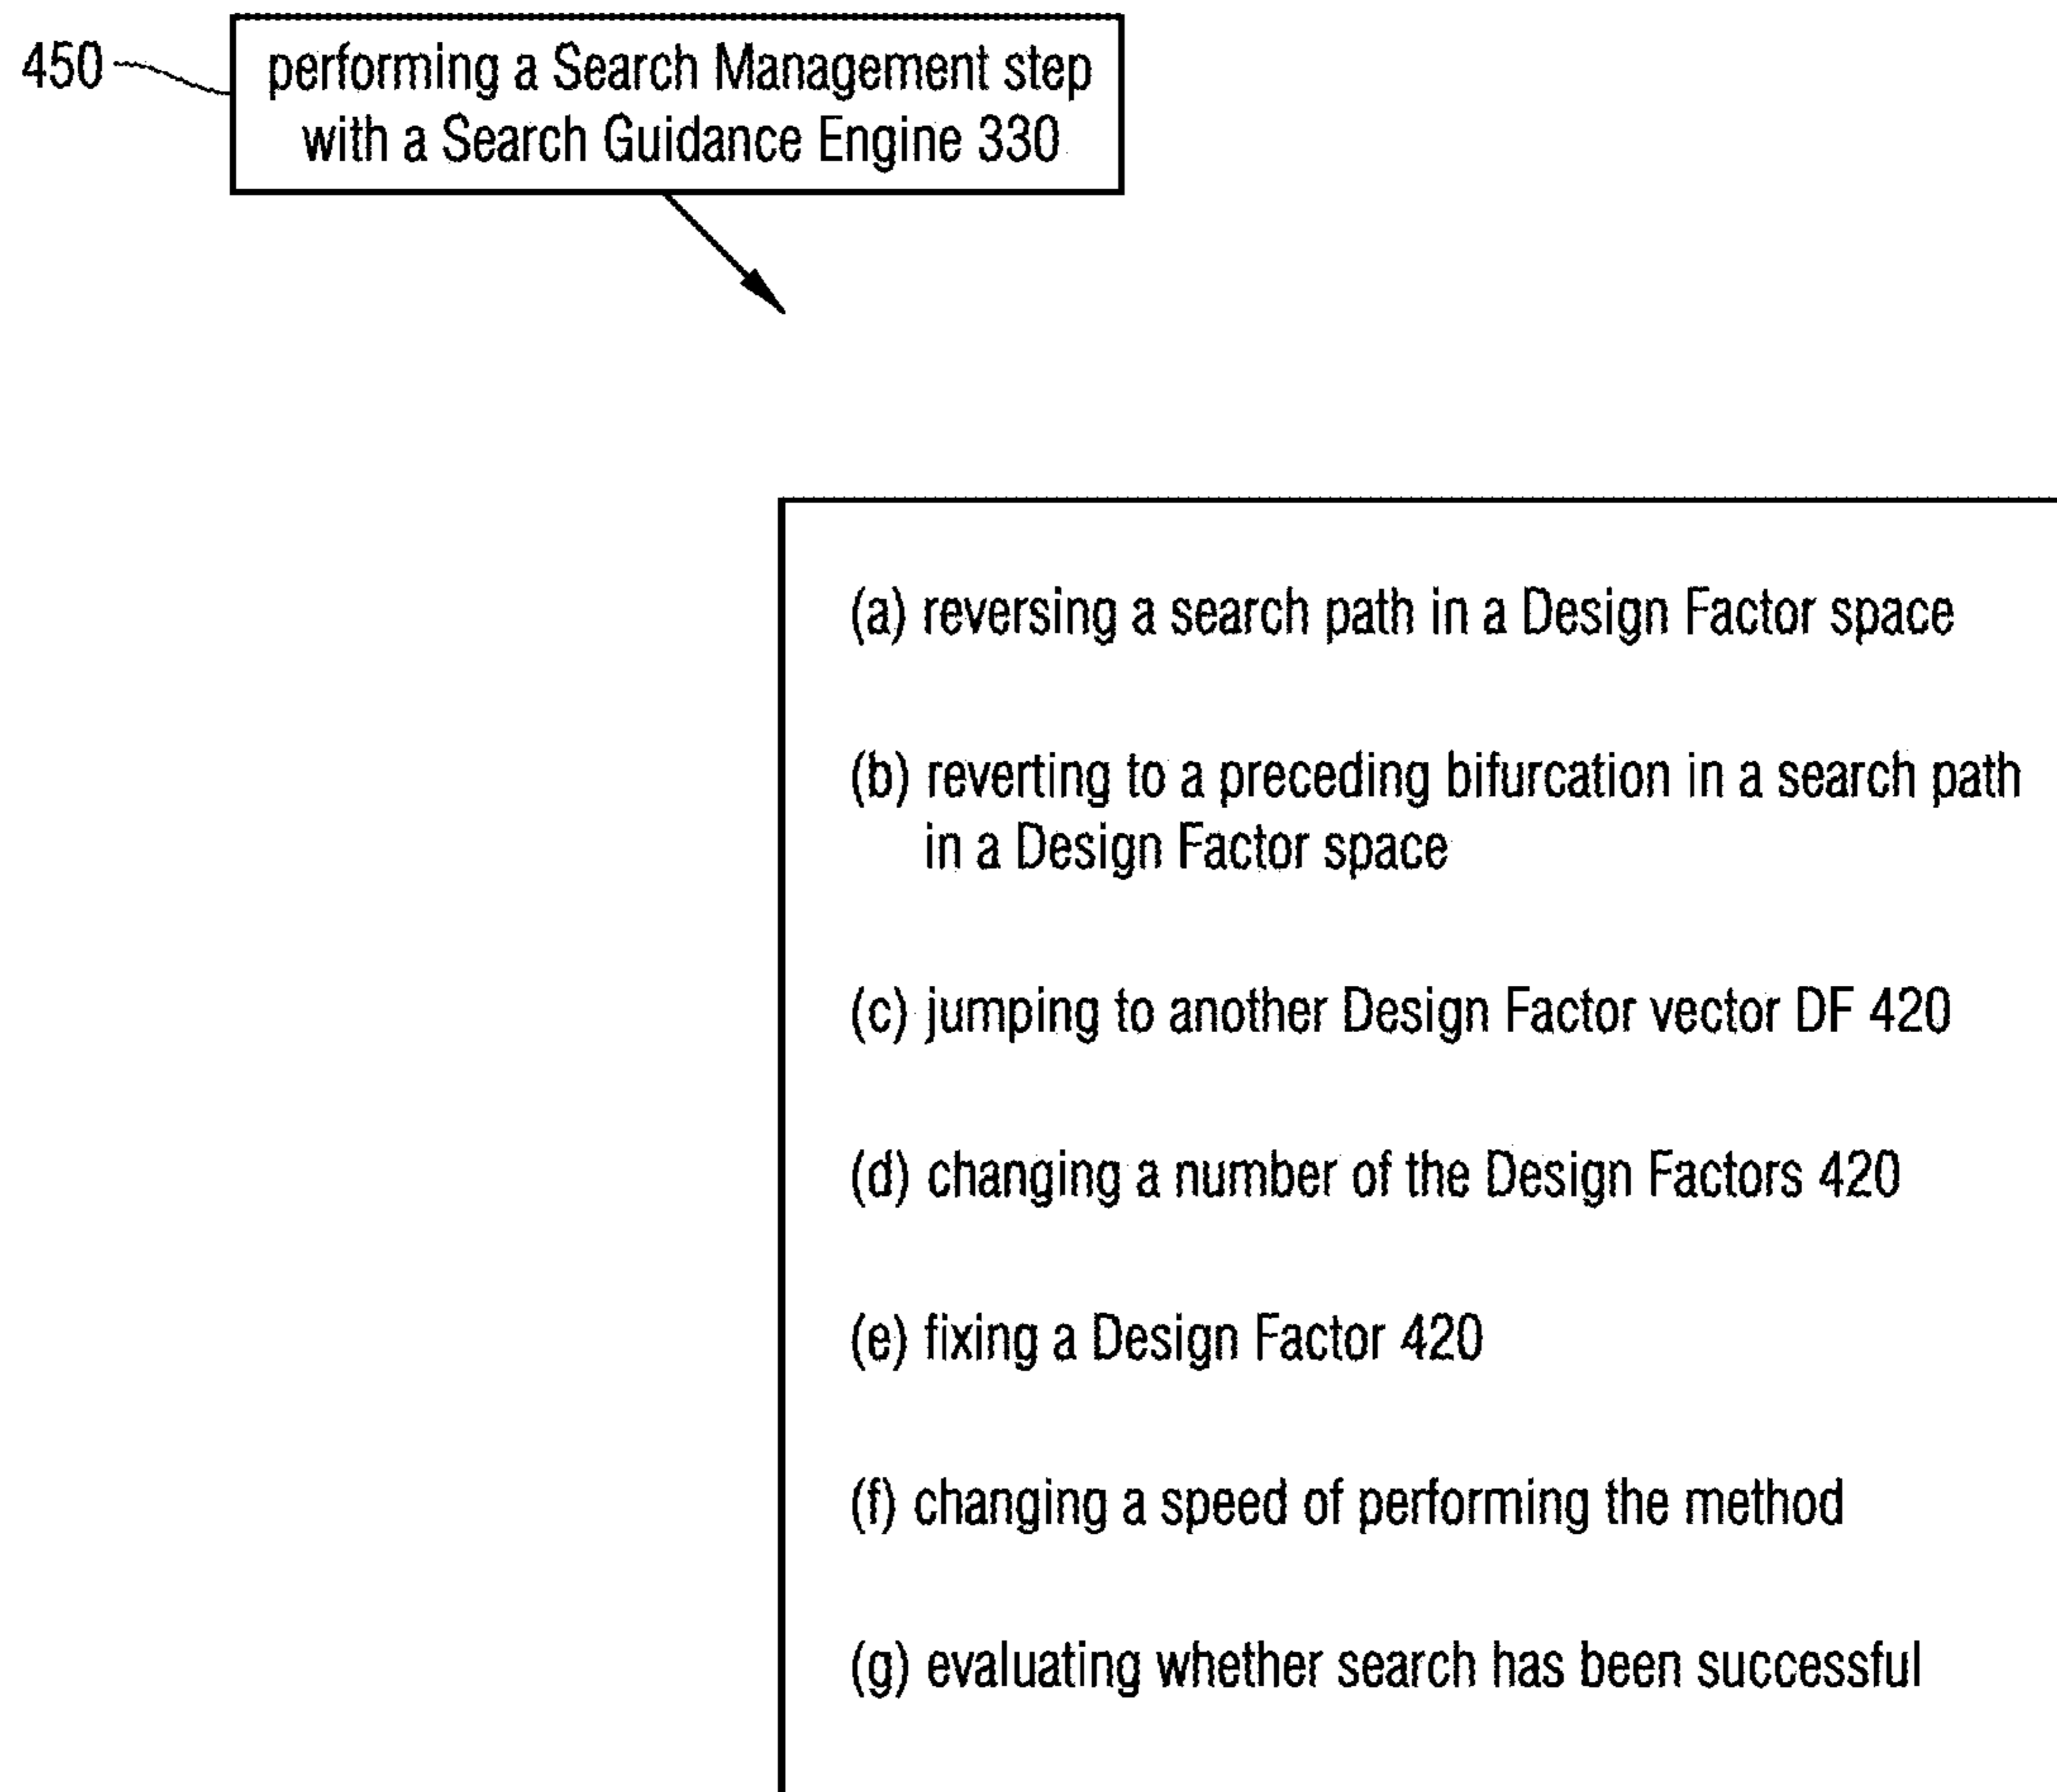 450
performing a Search Management step
with a Search Guidance Engine 330
(a) reversing a search path in a Design Factor space
(b) reverting to a preceding bifurcation in a search path
in a Design Factor space
(c) jumping to another Design Factor vector DF 420
(d) changing a number of the Design Factors 420
(e) fixing a Design Factor 420
(f) changing a speed of performing the method
(g) evaluating whether search has been successful